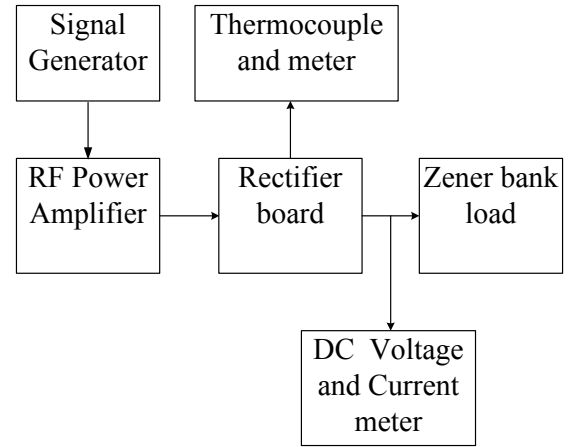 Signal
Generator
Thermocouple
and meter
RF Power
Amplifier
Rectifier
board
Zener bank
load
DC Voltage
and Current
meter